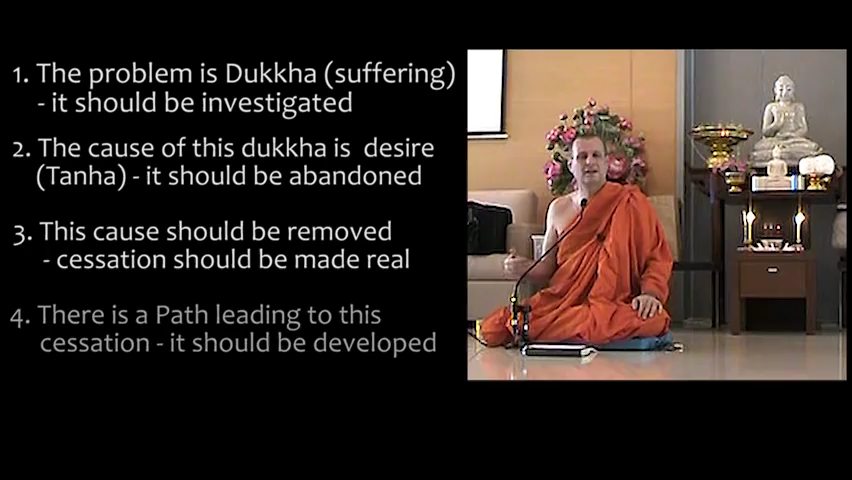 1. The problem is Dukkha (suffering)
- it should be investigated
2. The cause of this dukkha is desire
(Tanha) - it should be abandoned
3. This cause should be removed
- cessation should be made real
4. There is a Path leading to this
cessation - it should be developed